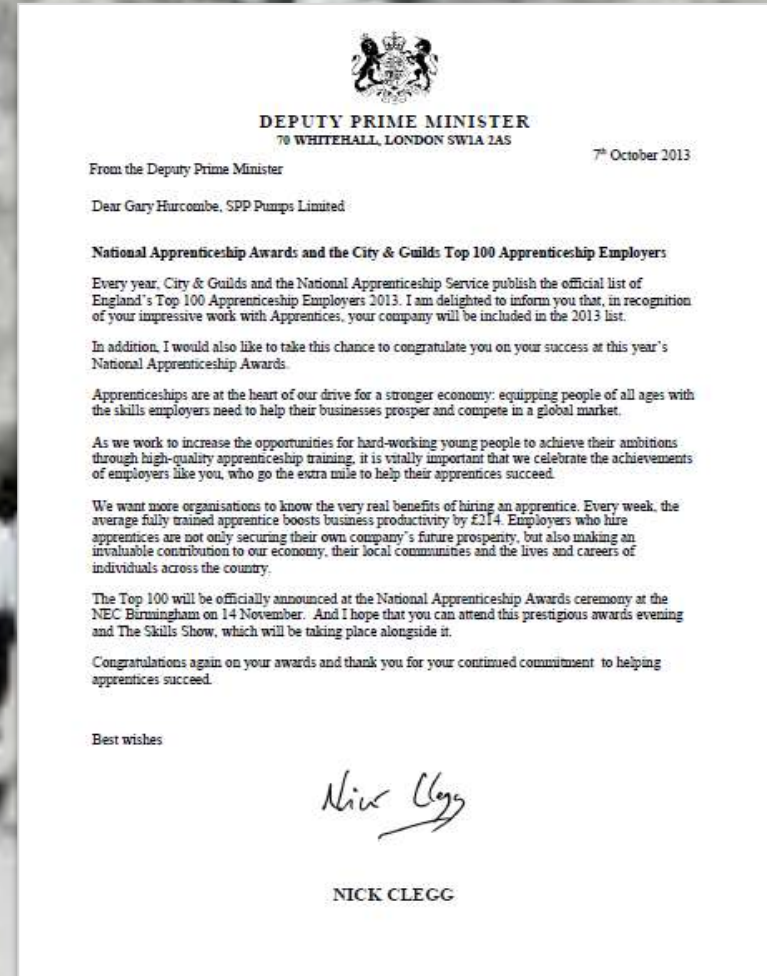 DEPUTY PRIME MINISTER
70 WHITEHALL, LONDON SW1A 2AS
7th October 2013
From the Deputy Prime Minister
Dear Gary Hurcombe, SPP Pumps Limited
National Apprenticeship Awards and the City & Guilds Top 100 Apprenticeship Employers
Every year, City & Guilds and the National Apprenticeship Service publish the official list of
England's Top 100 Apprenticeship Employers 2013. I am delighted to inform you that, in recognition
of your impressive work with Apprentices, your company will be included in the 2013 list.
In addition, I would also like to take this chance to congratulate you on your success at this year's
National Apprenticeship Awards.
Apprenticeships are at the heart of our drive for a stronger economy: equipping people of all ages with
the skills employers need to help their businesses prosper and compete in a global market.
As we work to increase the opportunities for hard-working young people to achieve their ambitions
through high-quality apprenticeship training, it is vitally important that we celebrate the achievements
of employers like you, who go the extra mile to help their apprentices succeed.
We want more organisations to know the very real benefits of hiring an apprentice. Every week, the
average fully trained apprentice boosts business productivity by £214. Employers who hire
apprentices are not only securing their own company's future prosperity, but also making an
invaluable contribution to our economy, their local communities and the lives and careers of
individuals across the country.
The Top 100 will be officially announced at the National Apprenticeship Awards ceremony at the
NEC Birmingham on 14 November.  And I hope that you can attend this prestigious awards evening
and The Skills Show, which will be taking place alongside it.
Congratulations again on your awards and thank you for your continued commitment  to helping
apprentices succeed.
Best wishes
Nick Clegg
NICK CLEGG